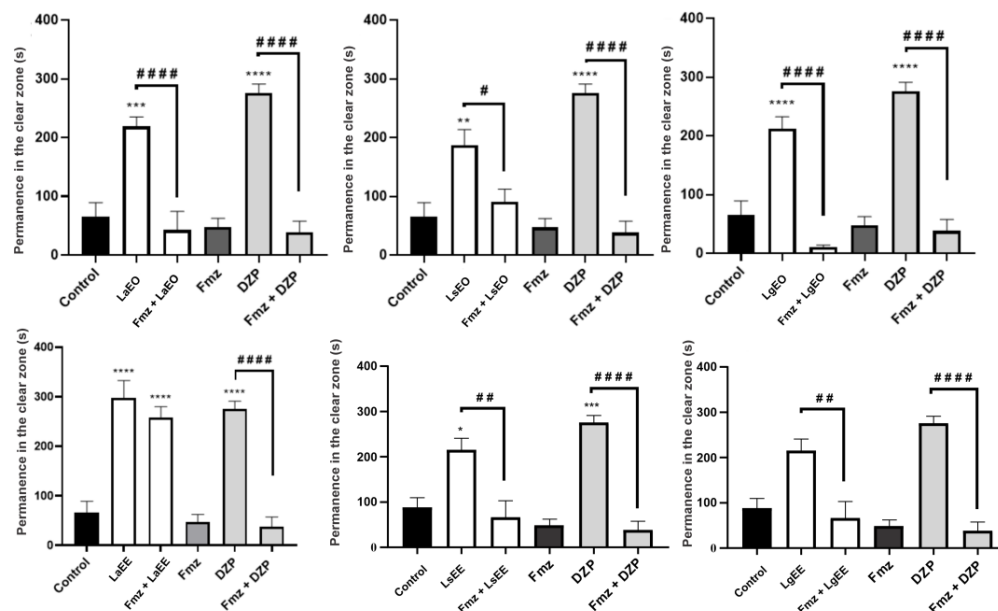 Permanence in the clear zone (s)
400
300
200
100
0
***
####
****
####
Control
LaEO
Fmz + LaEO
Fmz
DZP
Fmz + DZP
Permanence in the clear zone (s)
400
300
200
100
0
**
#
****
####
Control
LsEO
Fmz + LsEO
Fmz
DZP
Fmz + DZP
Permanence in the clear zone (s)
400
300
200
100
0
****
####
****
####
Control
LgEO
Fmz + LgEO
Fmz
DZP
Fmz + DZP
Permanence in the clear zone (s)
400
300
200
100
0
****
****
****
####
Control
LaEE
Fmz + LaEE
Fmz
DZP
Fmz + DZP
Permanence in the clear zone (s)
400
300
200
100
0
*
##
***
####
Control
LsEE
Fmz + LsEE
Fmz
DZP
Fmz + DZP
Permanence in the clear zone (s)
400
300
200
100
0
##
####
Control
LgEE
Fmz + LgEE
Fmz
DZP
Fmz + DZP